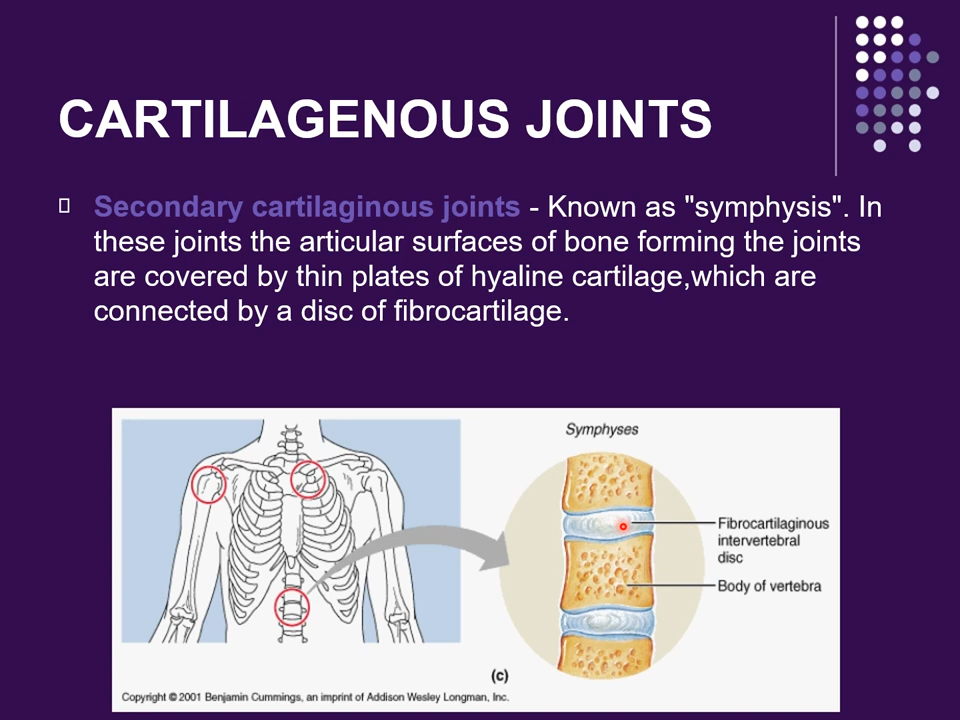 CARTILAGENOUS JOINTS
Secondary cartilaginous joints - Known as "symphysis". In
these joints the articular surfaces of bone forming the joints
are covered by thin plates of hyaline cartilage,which are
connected by a disc of fibrocartilage.
Symphyses
Fibrocartilaginous
intervertebral
disc
Body of vertebra
(c)
Copyright © 2001 Benjamin Cummings, an imprint of Addison Wesley Longman, Inc.